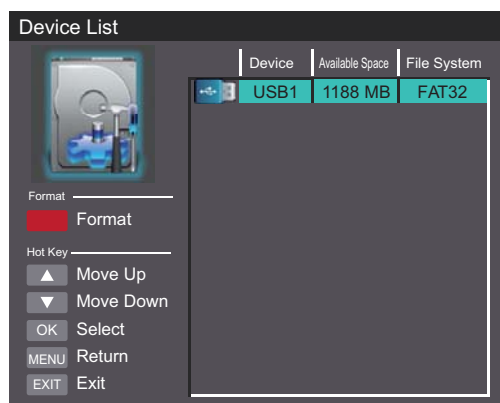 Device List
Device Available Space File System
USB1 1188 MB FAT32
Format
Format
Hot Key
Move Up
Move Down
OK Select
MENU Return
EXIT Exit